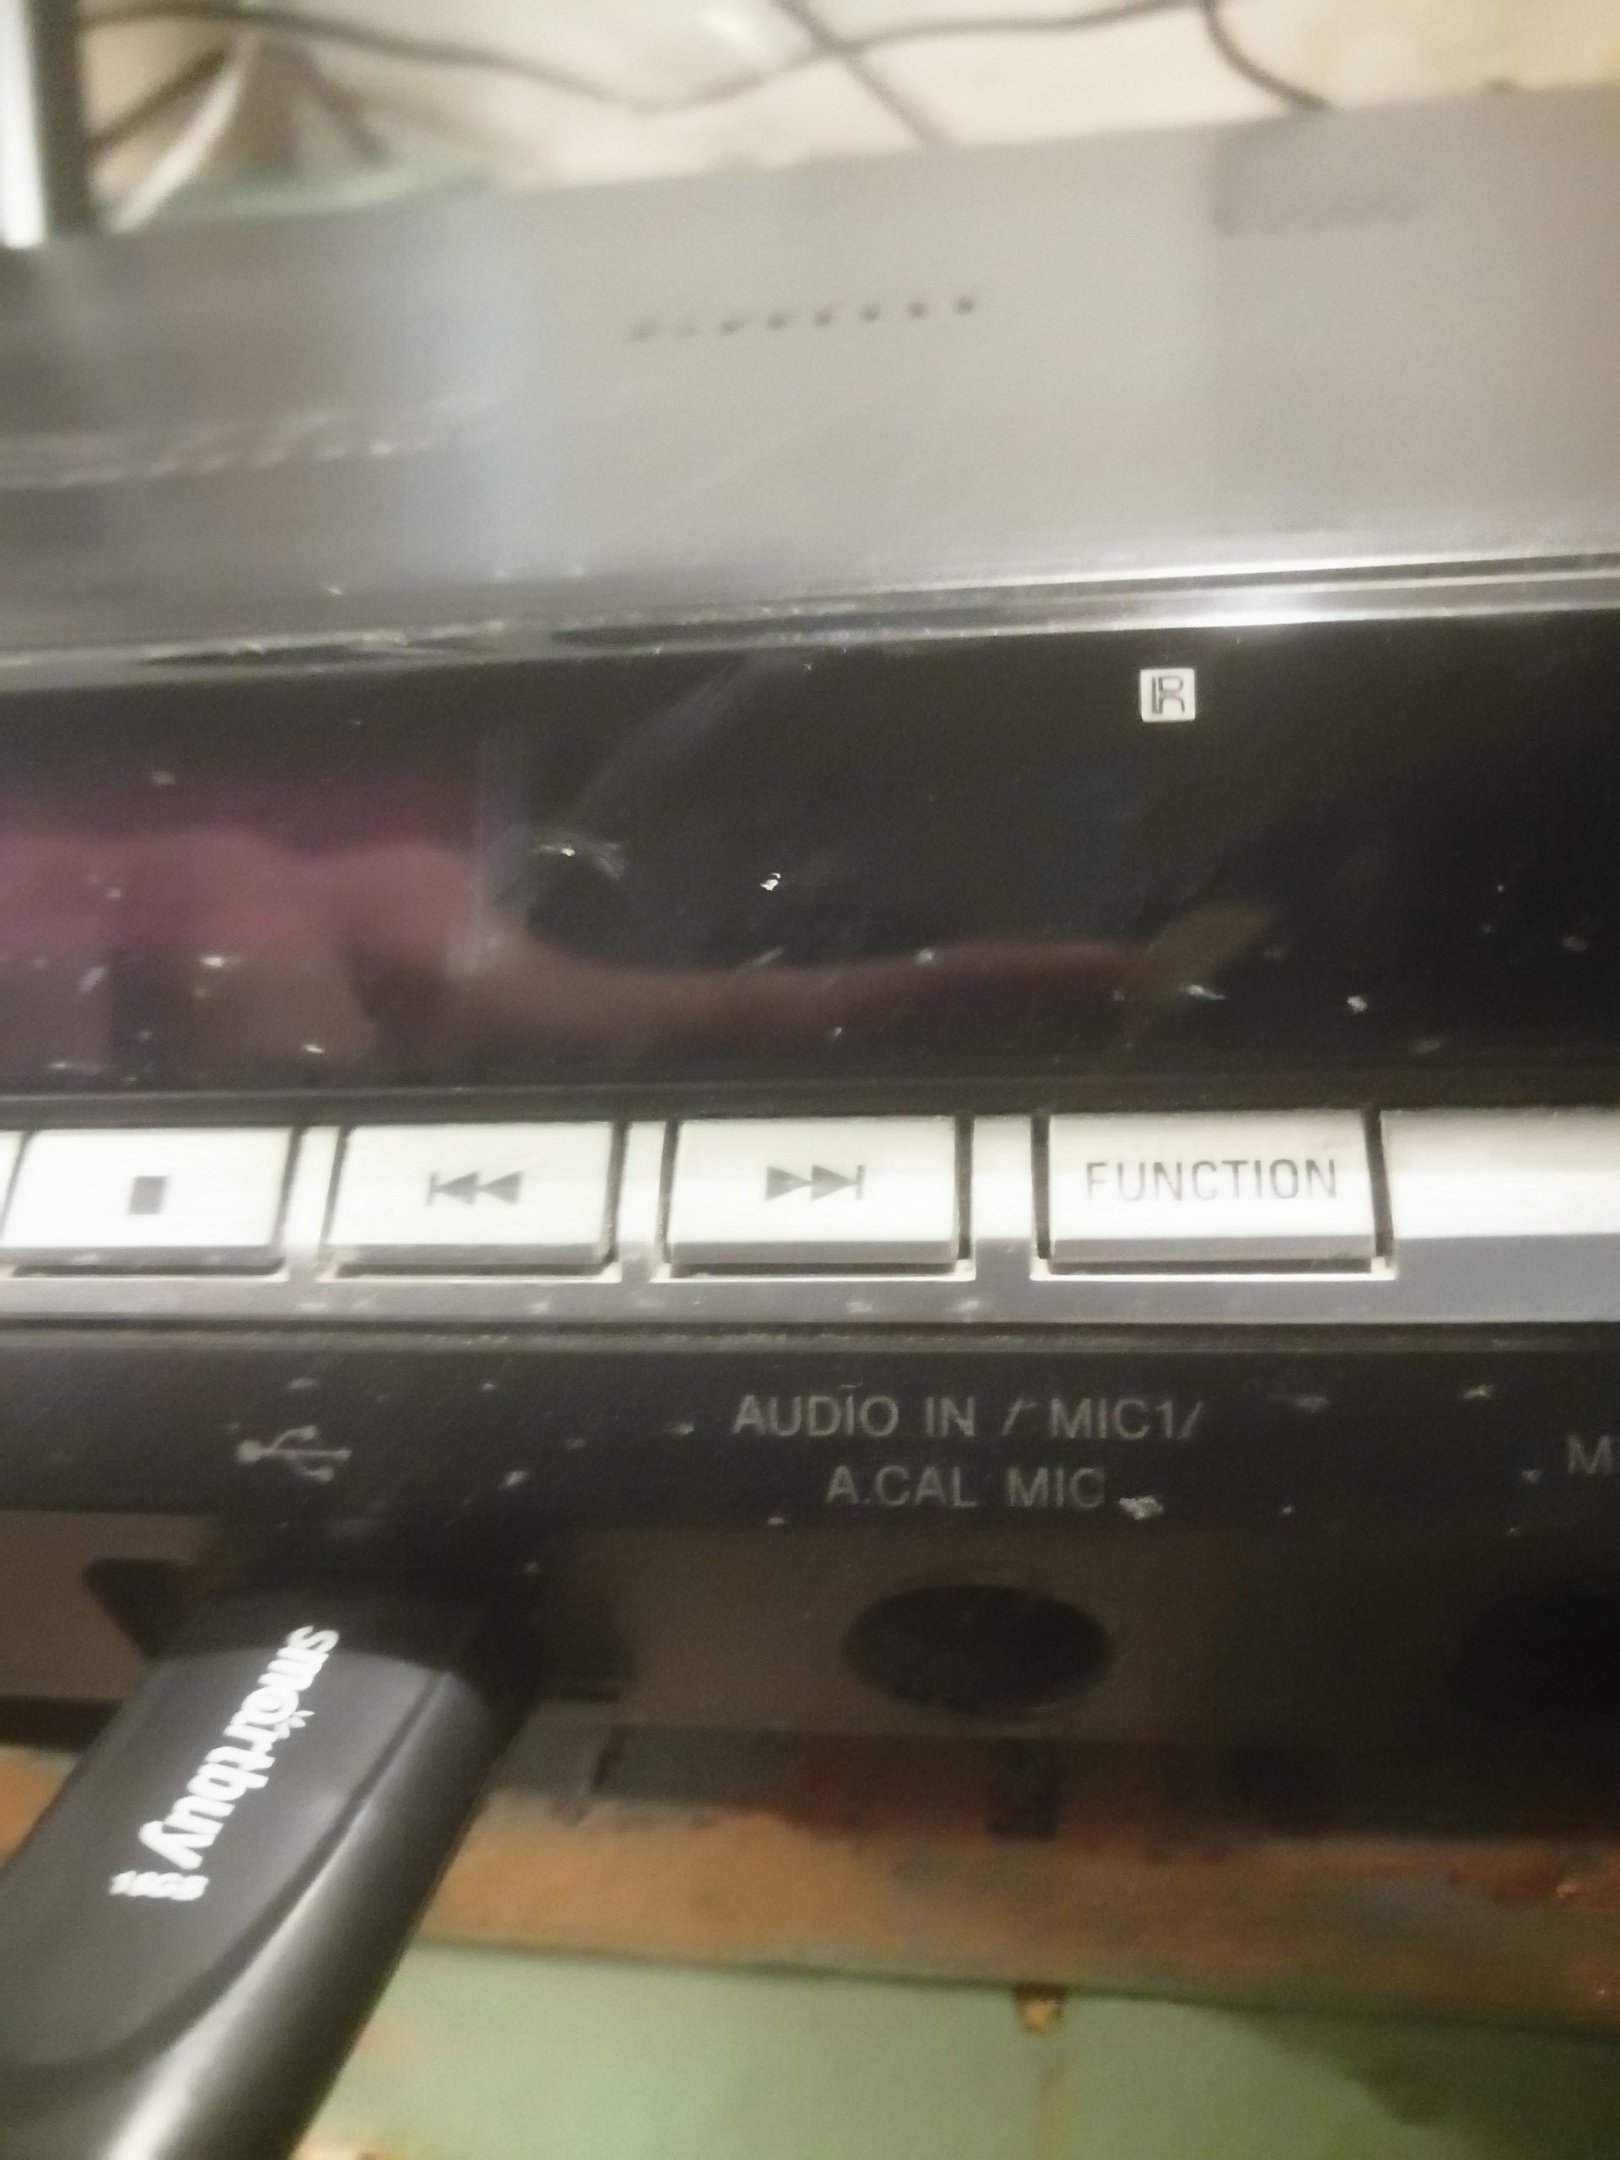 R
FUNCTION
AUDIO IN / MIC1/
A.CAL MIC
smartbuy